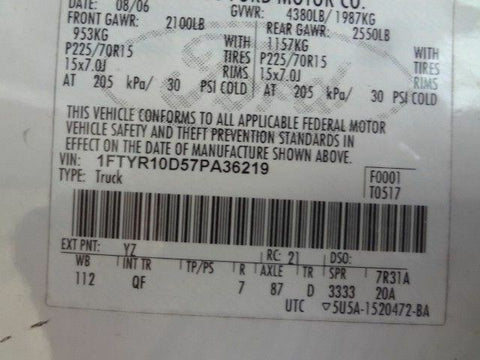 FORD MOTOR CO.
DATE: 08/06 GVWR: 4380LB/ 1987KG
FRONT GAWR: 2100LB REAR GAWR: 2550LB
953KG WITH 1157KG WITH
P225/70R15 TIRES P225/70R15 TIRES
15x7.0J RIMS 15x7.0J RIMS
AT 205 kPa/ 30 PSI COLD AT 205 kPa/ 30 PSI COLD
Ford
THIS VEHICLE CONFORMS TO ALL APPLICABLE FEDERAL MOTOR
VEHICLE SAFETY AND THEFT PREVENTION STANDARDS IN
EFFECT ON THE DATE OF MANUFACTURE SHOWN ABOVE.
VIN: 1FTYR10D57PA36219 F0001
TYPE: Truck T0517
EXT PNT: YZ RC: 21 DSO:
WB INT TR TP/PS R AXLE TR SPR 7R31A
112 QF 7 87 D 3333 20A
UTC ▽5U5A-1520472-BA